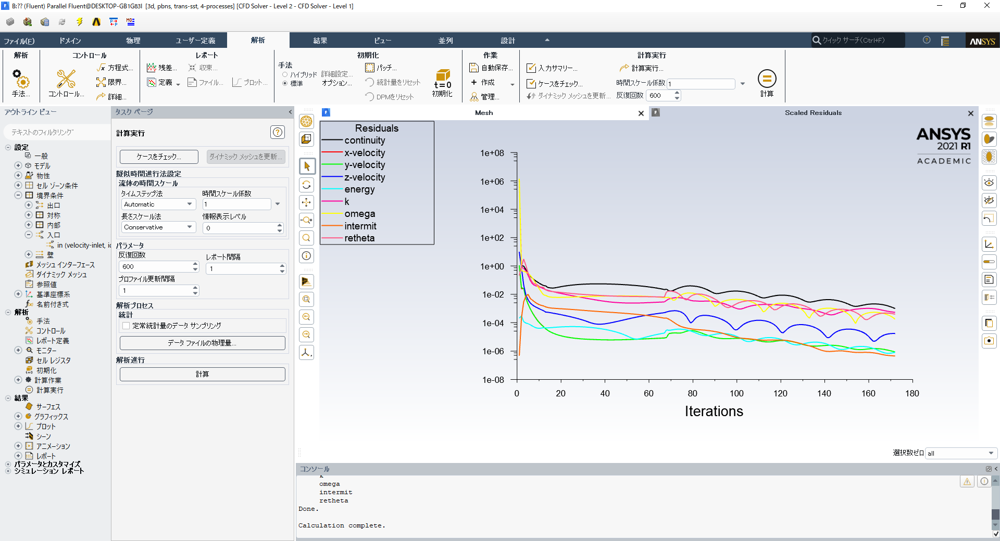 B:?? (Fluent) Parallel Fluent@DESKTOP-GB1G83I [3d, pbns, trans-sst, 4-processes] [CFD Solver - Level 2 - CFD Solver - Level 1]
ファイル(F) ドメイン 物理 ユーザー定義 解析 結果 ビュー 並列 設計
クイック サーチ(Ctrl+F)
ANSYS
解析
手法...
コントロール
コントロール...
方程式...
限界...
詳細...
レポート
残差...
収束...
定義
ファイル...
プロット...
初期化
手法
ハイブリッド
標準
詳細設定...
オプション...
パッチ...
統計量をリセット
DPMをリセット
t=0
初期化
作業
自動保存...
作成
管理...
計算実行
入力サマリー...
ケースをチェック...
ダイナミック メッシュを更新...
計算実行...
時間スケール係数 1
反復回数 600
計算
アウトライン ビュー
テキストのフィルタリング
設定
一般
モデル
物性
セル ゾーン条件
境界条件
出口
対称
内部
入口
in (velocity-inlet, i
壁
メッシュ インターフェース
ダイナミック メッシュ
参照値
基準座標系
名前付き式
解析
手法
コントロール
レポート定義
モニター
セル レジスタ
初期化
計算作業
計算実行
結果
サーフェス
グラフィックス
プロット
シーン
アニメーション
レポート
パラメータとカスタマイズ
シミュレーション レポート
タスク ページ
計算実行
ケースをチェック...
ダイナミック メッシュを更新...
擬似時間進行法設定
流体の時間スケール
タイムステップ法 時間スケール係数
Automatic 1
長さスケール法 情報表示レベル
Conservative 0
パラメータ
反復回数 レポート間隔
600 1
プロファイル更新間隔
1
解析プロセス
統計
定常統計量のデータ サンプリング
データ ファイルの物理量...
解析進行
計算
Mesh
Scaled Residuals
Residuals
continuity
x-velocity
y-velocity
z-velocity
energy
k
omega
intermit
retheta
1e+08
1e+06
1e+04
1e+02
1e+00
1e-02
1e-04
1e-06
1e-08
0 20 40 60 80 100 120 140 160 180
Iterations
ANSYS
2021 R1
ACADEMIC
選択数ゼロ all
コンソール
k
omega
intermit
retheta
Done.
Calculation complete.